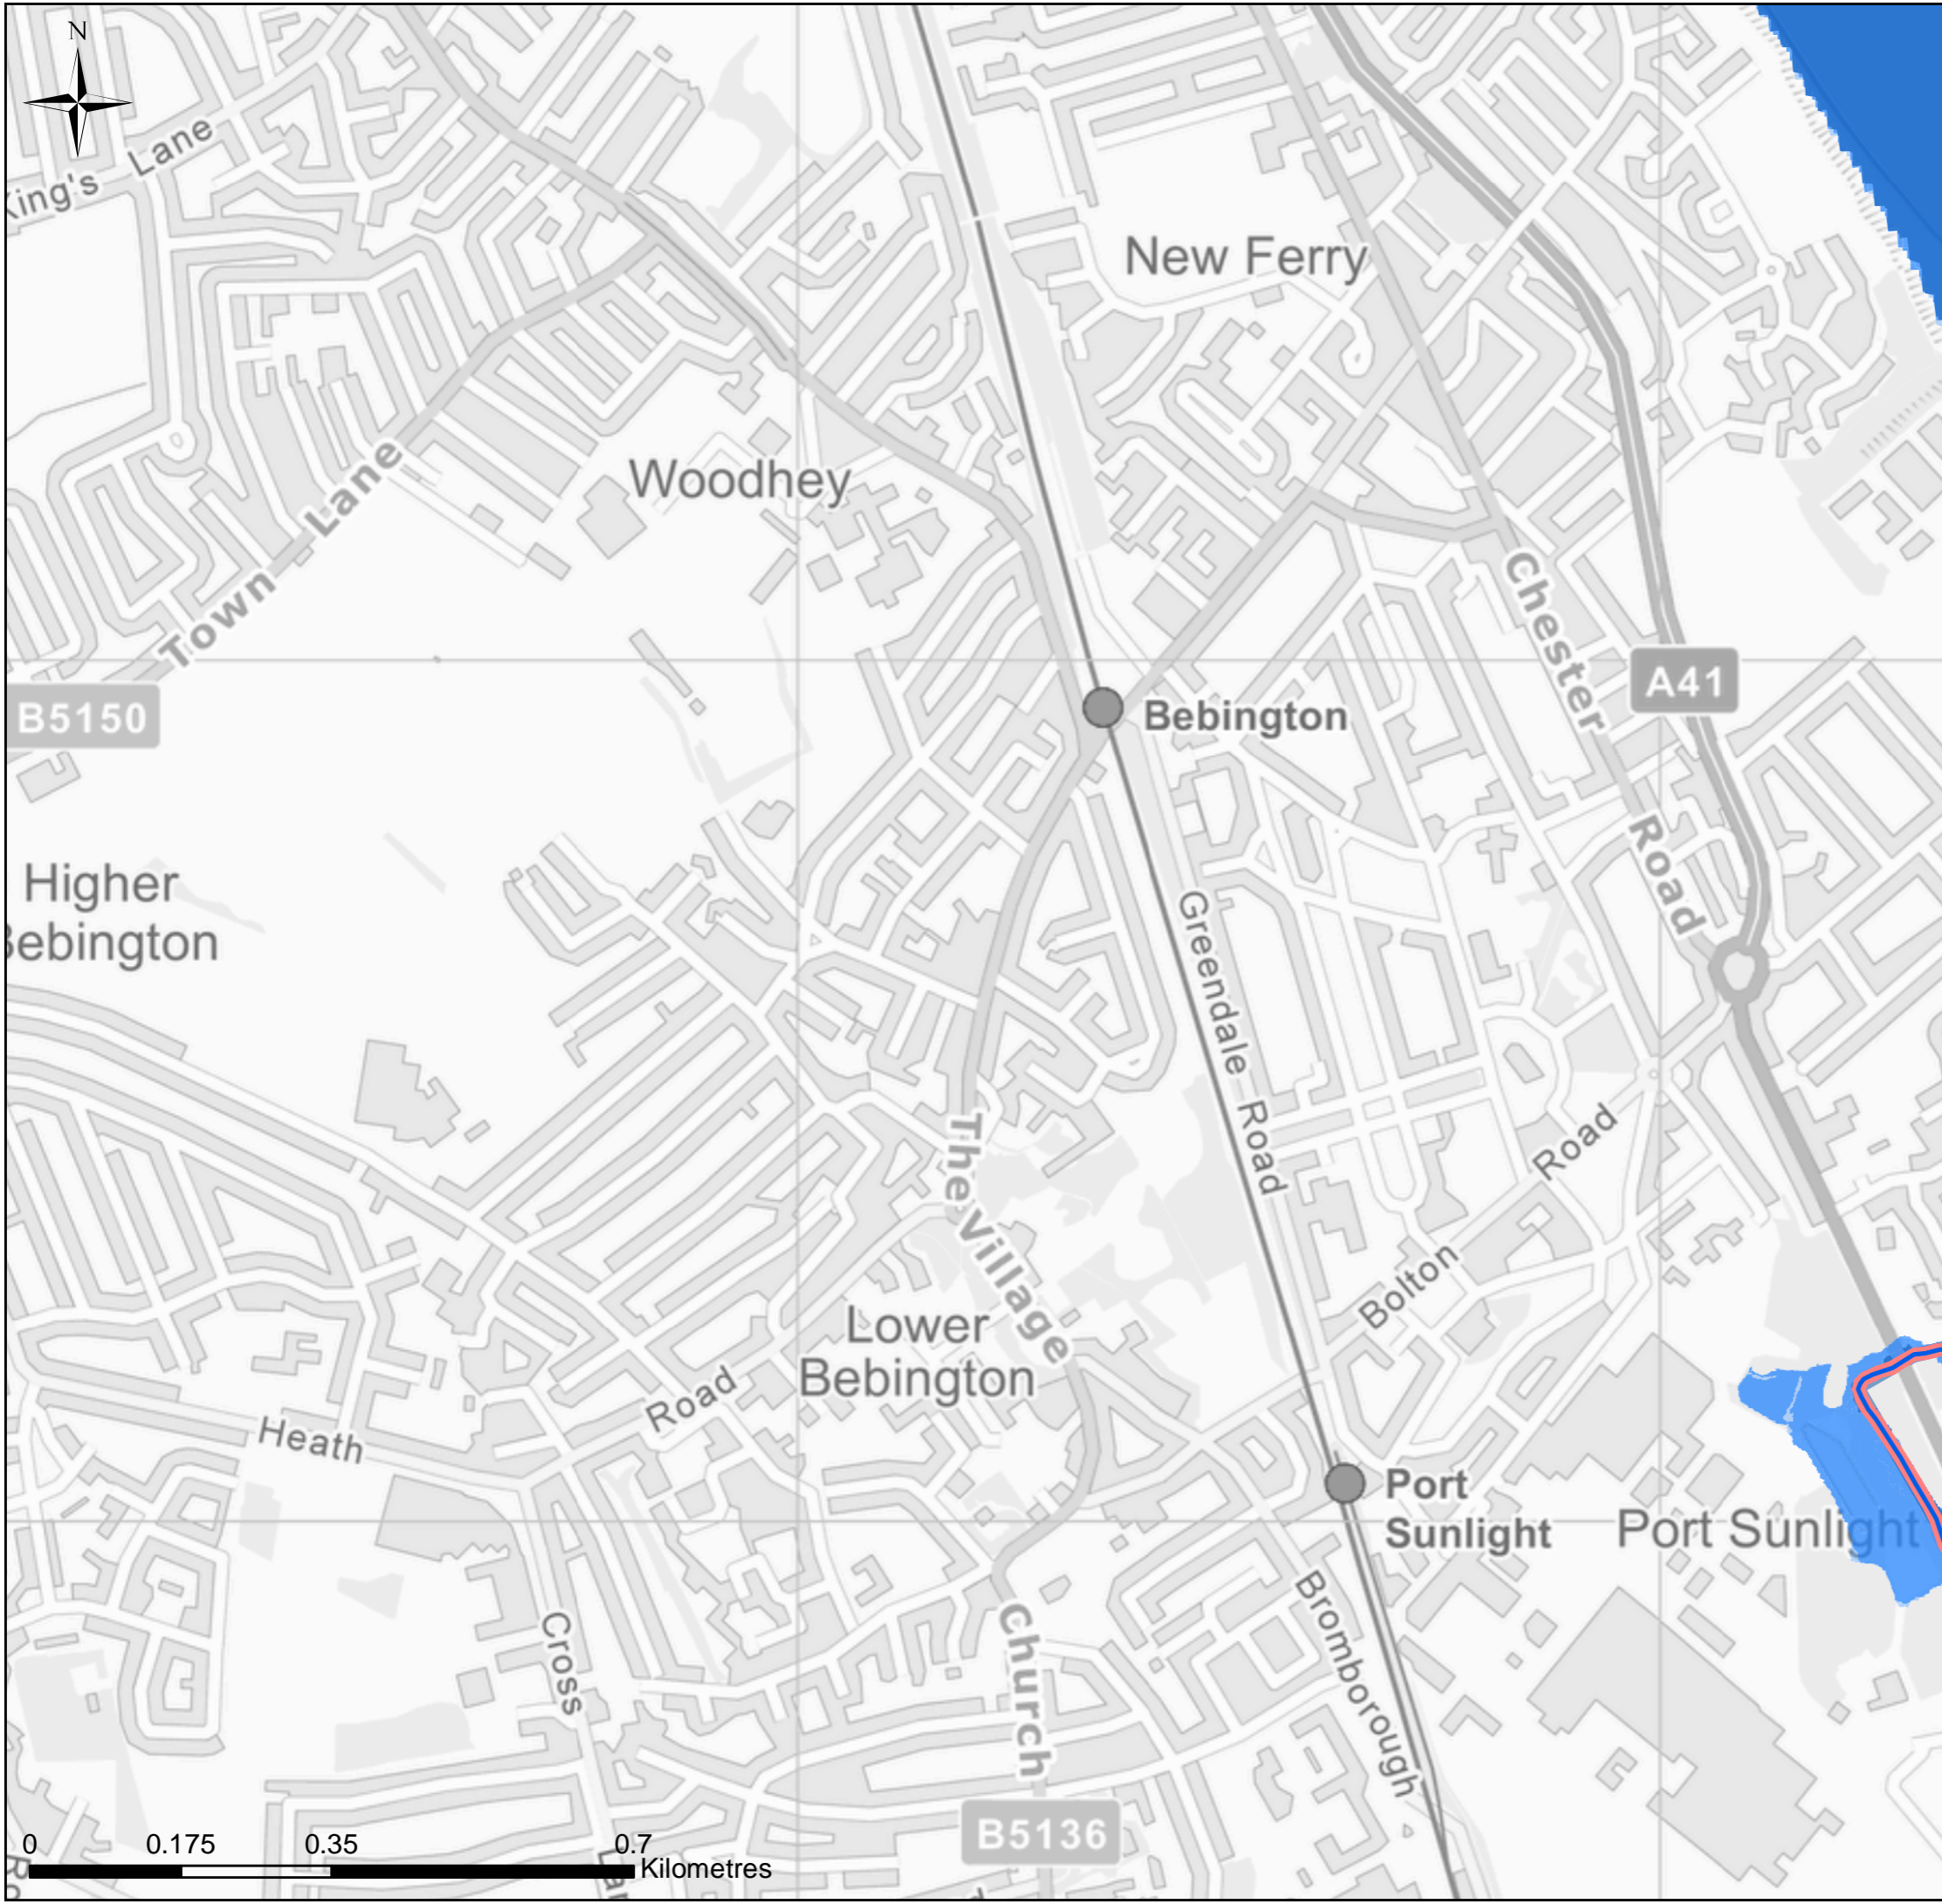 N
King's Lane
New Ferry
Woodhey
Town Lane
Chester Road
A41
B5150
Bebington
Higher
Bebington
Greendale Road
The Village
Road
Bolton
Lower
Bebington
Road
Heath
Port
Sunlight
Port Sunlight
Cross
Church
Bromborough
B5136
0 0.175 0.35 0.7
Kilometres